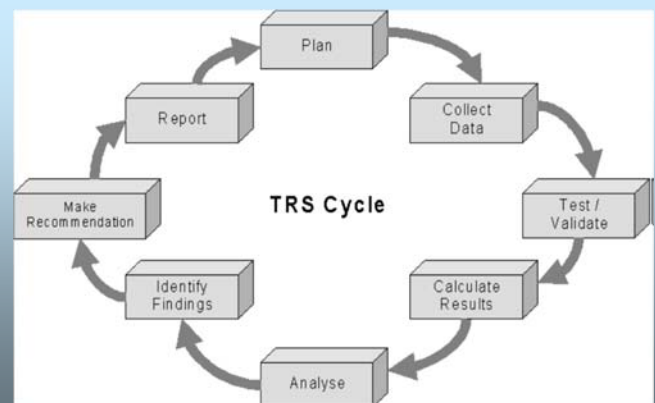 Plan
Collect
Data
Test /
Validate
Calculate
Results
Analyse
Identify
Findings
Make
Recommendation
Report
TRS Cycle